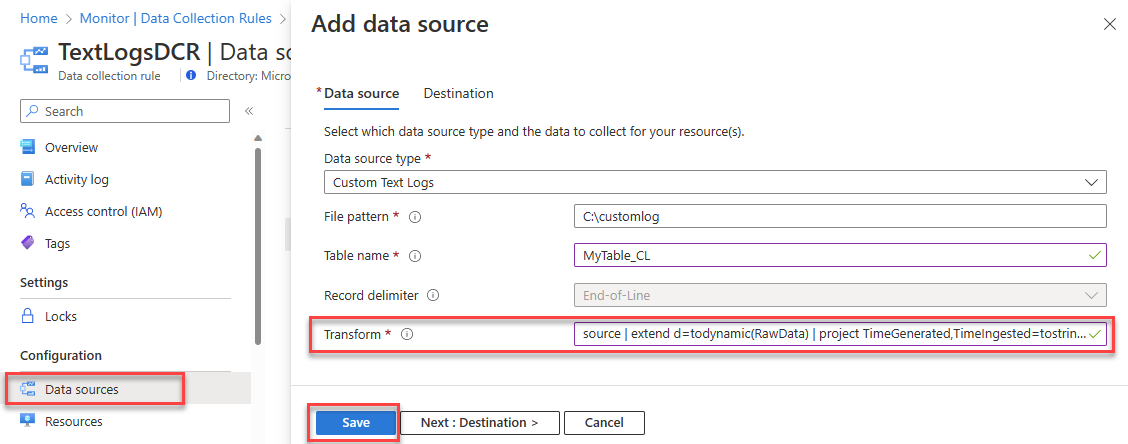 Home > Monitor | Data Collection Rules >
TextLogsDCR | Data so
Data collection rule | Directory: Micro
Search «
Overview
Activity log
Access control (IAM)
Tags
Settings
Locks
Configuration
Data sources
Resources
Add data source
* Data source Destination
Select which data source type and the data to collect for your resource(s).
Data source type *
Custom Text Logs
File pattern * C:\customlog
Table name * MyTable_CL
Record delimiter End-of-Line
Transform * source | extend d=todynamic(RawData) | project TimeGenerated,TimeIngested=tostrin...
Save Next : Destination > Cancel